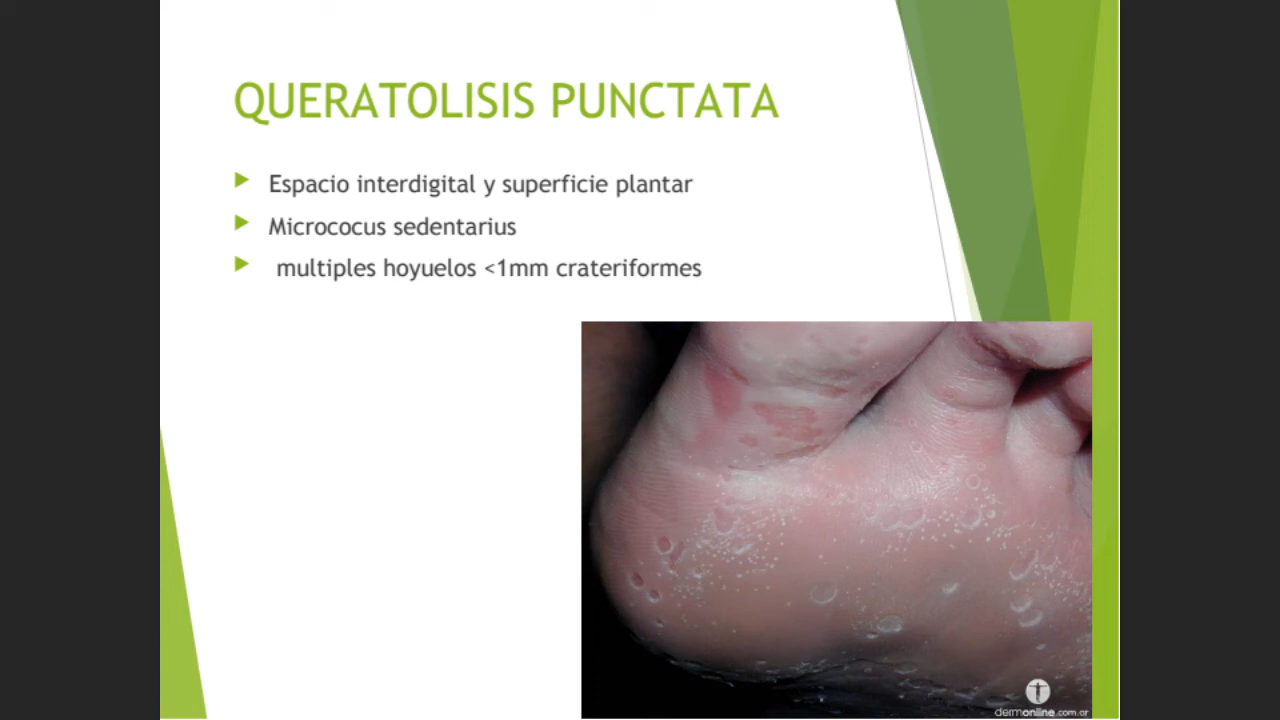 QUERATOLISIS PUNCTATA
Espacio interdigital y superficie plantar
Micrococus sedentarius
multiples hoyuelos <1mm crateriformes
dermonline.com.ar